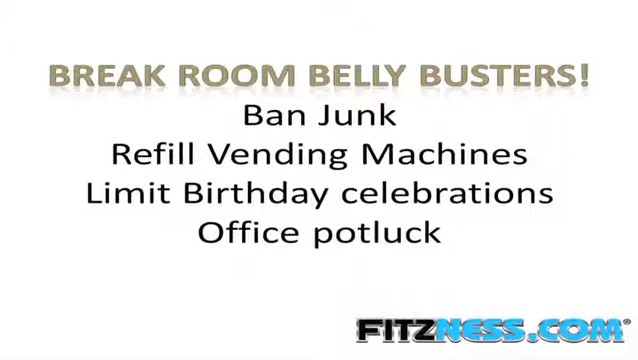 BREAK ROOM BELLY BUSTERS!
Ban Junk
Refill Vending Machines
Limit Birthday celebrations
Office potluck
FITZNESS.COM®